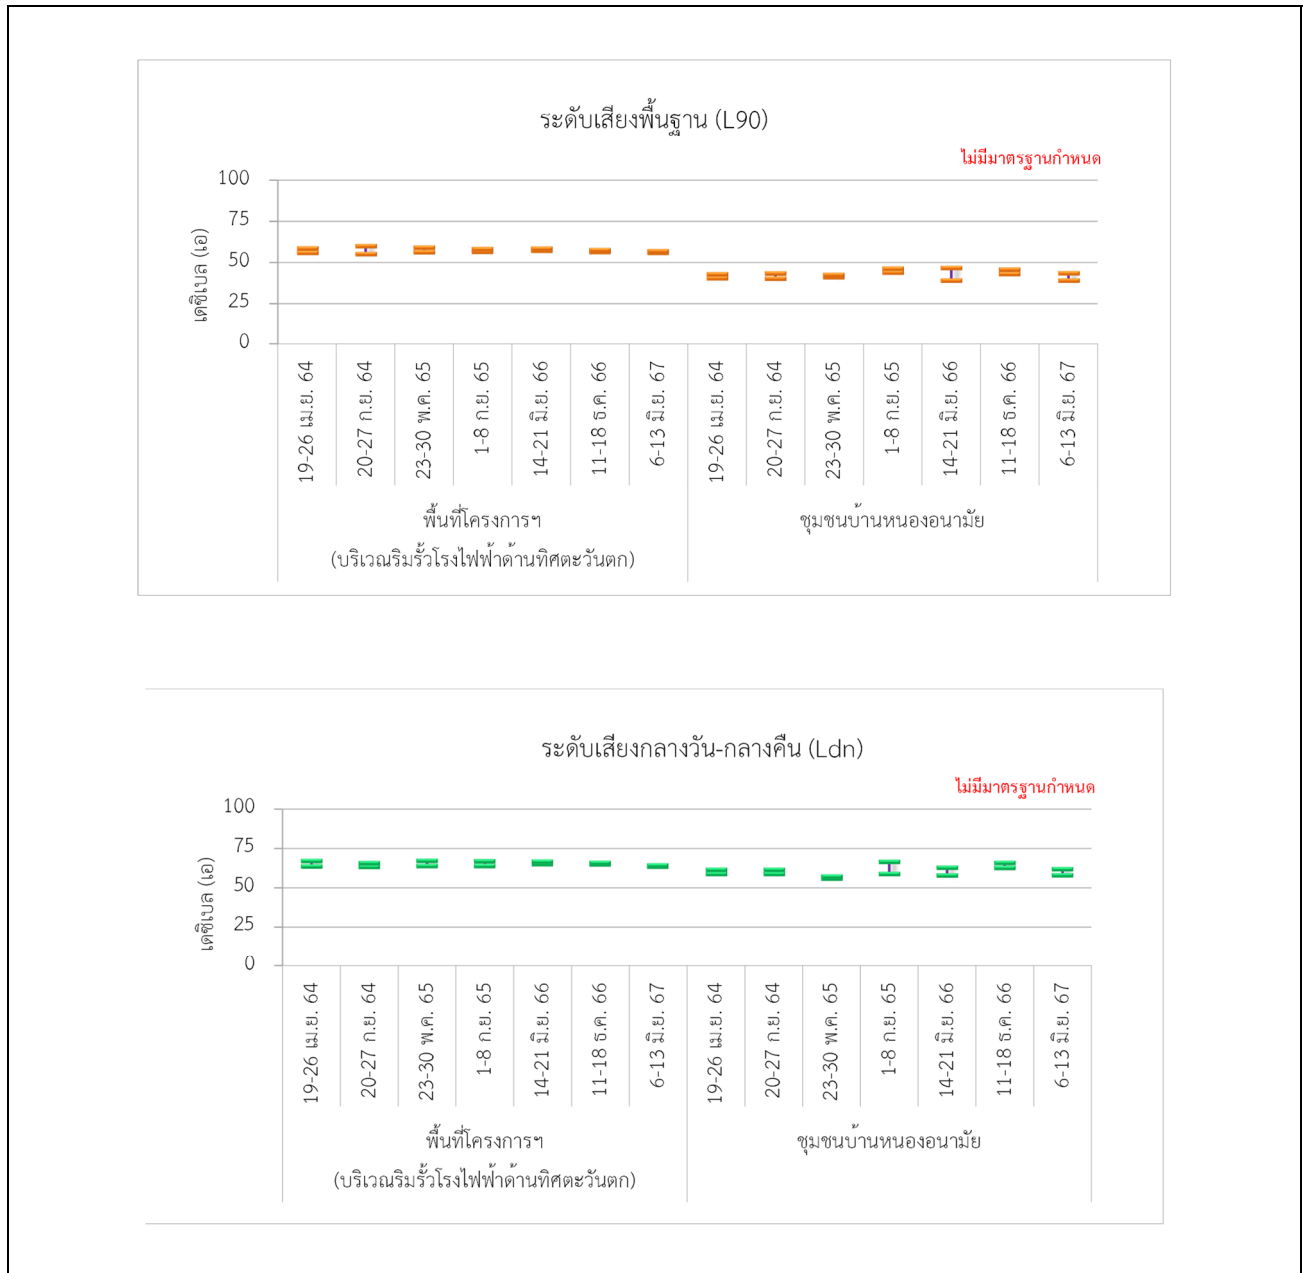 ระดับเสียงพื้นฐาน (L90)
ไม่มีมาตรฐานกำหนด
เดซิเบล (เอ)
100
75
50
25
0
19-26 เม.ย. 64
20-27 ก.ย. 64
23-30 พ.ค. 65
1-8 ก.ย. 65
14-21 มิ.ย. 66
11-18 ธ.ค. 66
6-13 มิ.ย. 67
19-26 เม.ย. 64
20-27 ก.ย. 64
23-30 พ.ค. 65
1-8 ก.ย. 65
14-21 มิ.ย. 66
11-18 ธ.ค. 66
6-13 มิ.ย. 67
พื้นที่โครงการฯ
(บริเวณริมรั้วโรงไฟฟ้าด้านทิศตะวันตก)
ชุมชนบ้านหนองอนามัย
ระดับเสียงกลางวัน-กลางคืน (Ldn)
ไม่มีมาตรฐานกำหนด
เดซิเบล (เอ)
100
75
50
25
0
19-26 เม.ย. 64
20-27 ก.ย. 64
23-30 พ.ค. 65
1-8 ก.ย. 65
14-21 มิ.ย. 66
11-18 ธ.ค. 66
6-13 มิ.ย. 67
19-26 เม.ย. 64
20-27 ก.ย. 64
23-30 พ.ค. 65
1-8 ก.ย. 65
14-21 มิ.ย. 66
11-18 ธ.ค. 66
6-13 มิ.ย. 67
พื้นที่โครงการฯ
(บริเวณริมรั้วโรงไฟฟ้าด้านทิศตะวันตก)
ชุมชนบ้านหนองอนามัย